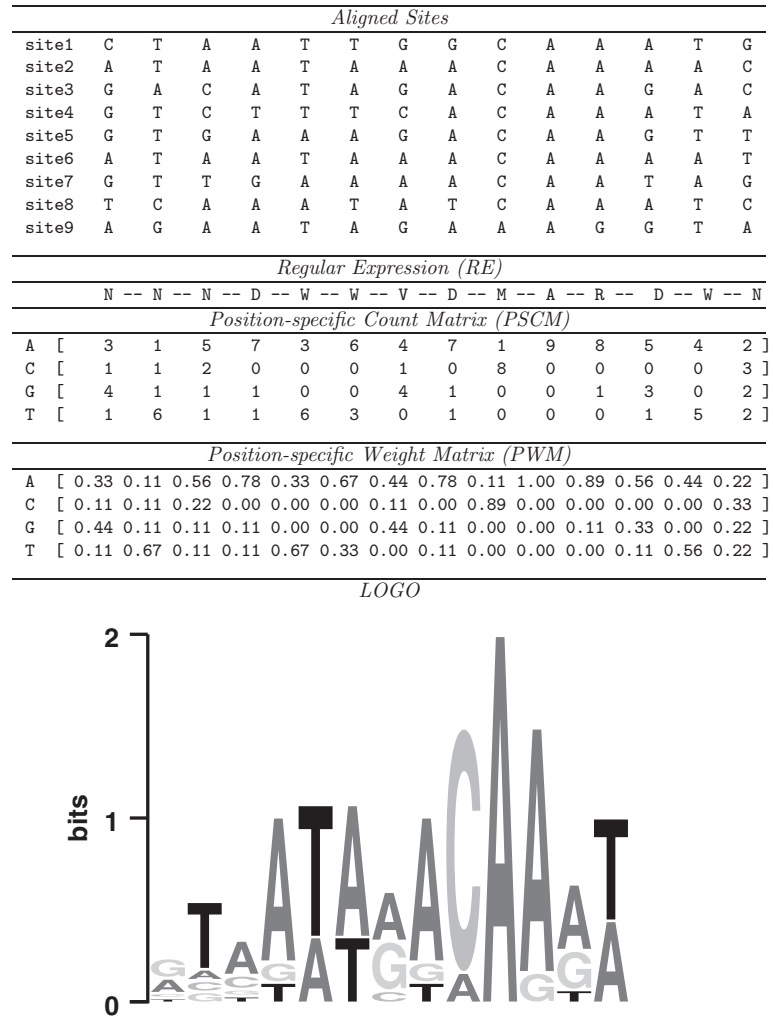 Aligned Sites
site1 C T A A T T G G C A A A T G
site2 A T A A T A A A C A A A A C
site3 G A C A T A G A C A A G A C
site4 G T C T T T C A C A A A T A
site5 G T G A A A G A C A A G T T
site6 A T A A T A A A C A A A A T
site7 G T T G A A A A C A A T A G
site8 T C A A A T A T C A A A T C
site9 A G A A T A G A A A G G T A
Regular Expression (RE)
N -- N -- N -- D -- W -- W -- V -- D -- M -- A -- R -- D -- W -- N
Position-specific Count Matrix (PSCM)
A [ 3 1 5 7 3 6 4 7 1 9 8 5 4 2 ]
C [ 1 1 2 0 0 0 1 0 8 0 0 0 0 3 ]
G [ 4 1 1 1 0 0 4 1 0 0 1 3 0 2 ]
T [ 1 6 1 1 6 3 0 1 0 0 0 1 5 2 ]
Position-specific Weight Matrix (PWM)
A [ 0.33 0.11 0.56 0.78 0.33 0.67 0.44 0.78 0.11 1.00 0.89 0.56 0.44 0.22 ]
C [ 0.11 0.11 0.22 0.00 0.00 0.00 0.11 0.00 0.89 0.00 0.00 0.00 0.00 0.33 ]
G [ 0.44 0.11 0.11 0.11 0.00 0.00 0.44 0.11 0.00 0.00 0.11 0.33 0.00 0.22 ]
T [ 0.11 0.67 0.11 0.11 0.67 0.33 0.00 0.11 0.00 0.00 0.00 0.11 0.56 0.22 ]
LOGO
2
1
0
bits
G T A A T A A A C A A A T
A A C G A T G G A G G A
C C G T C T T
G T